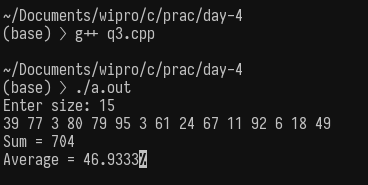 ~/Documents/wipro/c/prac/day-4
(base) > g++ q3.cpp
~/Documents/wipro/c/prac/day-4
(base) > ./a.out
Enter size: 15
39 77 3 80 79 95 3 61 24 67 11 92 6 18 49
Sum = 704
Average = 46.9333%